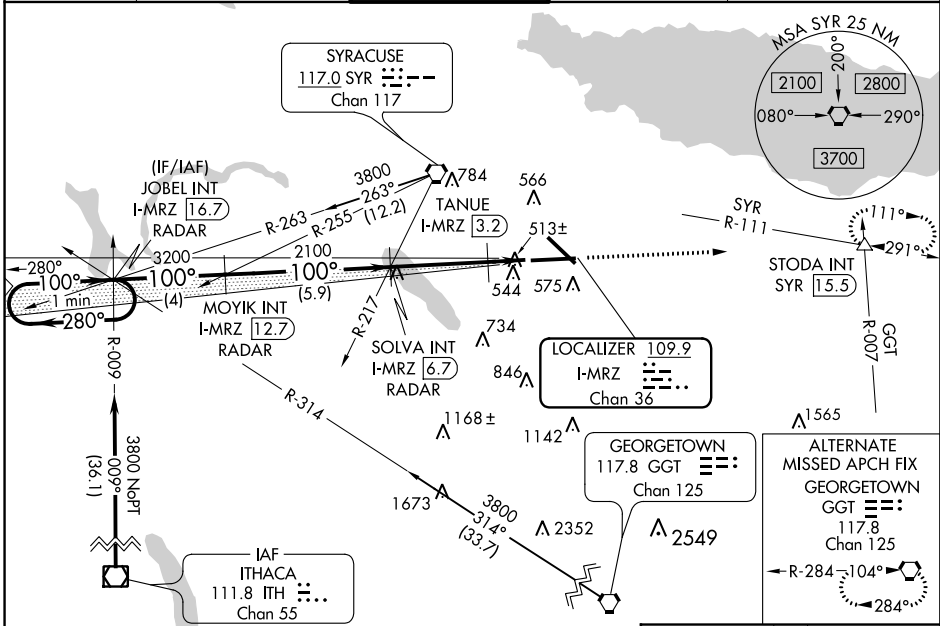 SYRACUSE
117.0 SYR
Chan 117
MSA SYR 25 NM
200°
2100
2800
080°
290°
3700
(IF/IAF)
JOBEL INT
I-MRZ 16.7
RADAR
3800
263°
(12.2)
R-263
R-255
784
566
TANUE
I-MRZ 3.2
513±
SYR
R-111
111°
291°
STODA INT
SYR 15.5
GGT
R-007
280°
100°
1 min
280°
3200
100°
(4)
2100
100°
(5.9)
544
575
MOYIK INT
I-MRZ 12.7
RADAR
R-217
SOLVA INT
I-MRZ 6.7
RADAR
734
846
LOCALIZER 109.9
I-MRZ
Chan 36
R-009
R-314
1168±
1142
1565
3800 NoPT
009°
(36.1)
1673
3800
314°
(33.7)
2352
2549
GEORGETOWN
117.8 GGT
Chan 125
ALTERNATE
MISSED APCH FIX
GEORGETOWN
GGT
117.8
Chan 125
R-284
104°
284°
IAF
ITHACA
111.8 ITH
Chan 55